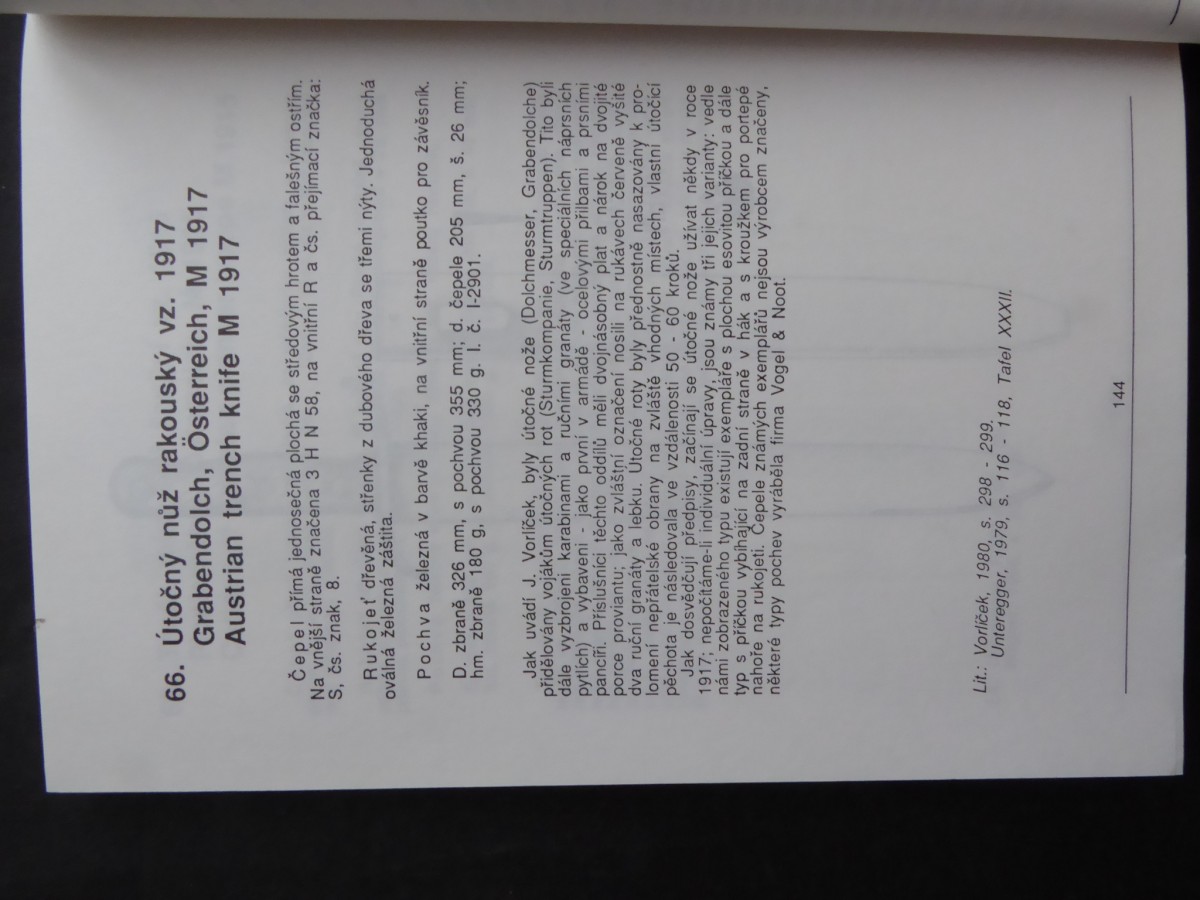 66. Útočný nůž rakouský vz. 1917
Grabendolch, Österreich, M 1917
Austrian trench knife M 1917
Čepel přímá jednosečná plochá se středovým hrotem a falešným ostřím.
Na vnější straně značena 3 H N 5a, na vnitřní R a čs. přejímací značka:
S, čs. znak, 8.
Rukojeť dřevěná, střenky z dubového dřeva se třemi nýty. Jednoduchá
oválná železná záštita.
Pochva železná v barvě khaki, na vnitřní straně poutko pro závěsník.
D. zbraně 326 mm, s pochvou 355 mm; d. čepele 205 mm, š. 26 mm;
hm. zbraně 180 g, s pochvou 330 g. I. č. I-2901.
Jak uvádí J. Vorlíček, byly útočné nože (Dolchmesser, Grabendolche)
přidělovány vojákům útočných rot (Sturmkompanie, Sturmtruppen). Tito byli
dále vyzbrojeni karabinami a ručními granáty (ve speciálních náprsních
pytlích) a vybaveni - jako první v armádě - ocelovými přilbami a prsními
pancíři. Příslušníci těchto oddílů měli dvojnásobný plat a nárok na dvojité
porce proviantu; jako zvláštní označení nosili na rukávech červeně vyšité
dva ruční granáty a lebku. Útočné roty byly přednostně nasazovány k pro-
lomení nepřátelské obrany na zvláště vhodných místech, vlastní útočící
pěchota je následovala ve vzdálenosti 50 - 60 kroků.
Jak dosvědčují předpisy, začínají se útočné nože užívat někdy v roce
1917; nepočítáme-li individuální úpravy, jsou známy tři jejich varianty: vedle
námi zobrazeného typu existují exempláře s plochou esovitou příčkou a dále
typ s příčkou vybíhající na zadní straně v hák a s kroužkem pro portepé
nahoře na rukojeti. Čepele známých exemplářů nejsou výrobcem značeny,
některé typy pochev vyráběla firma Vogel & Noot.
Lit.: Vorlíček, 1980, s. 298 - 299.
Unteregger, 1979, s. 116 - 118, Tafel XXXII.
144